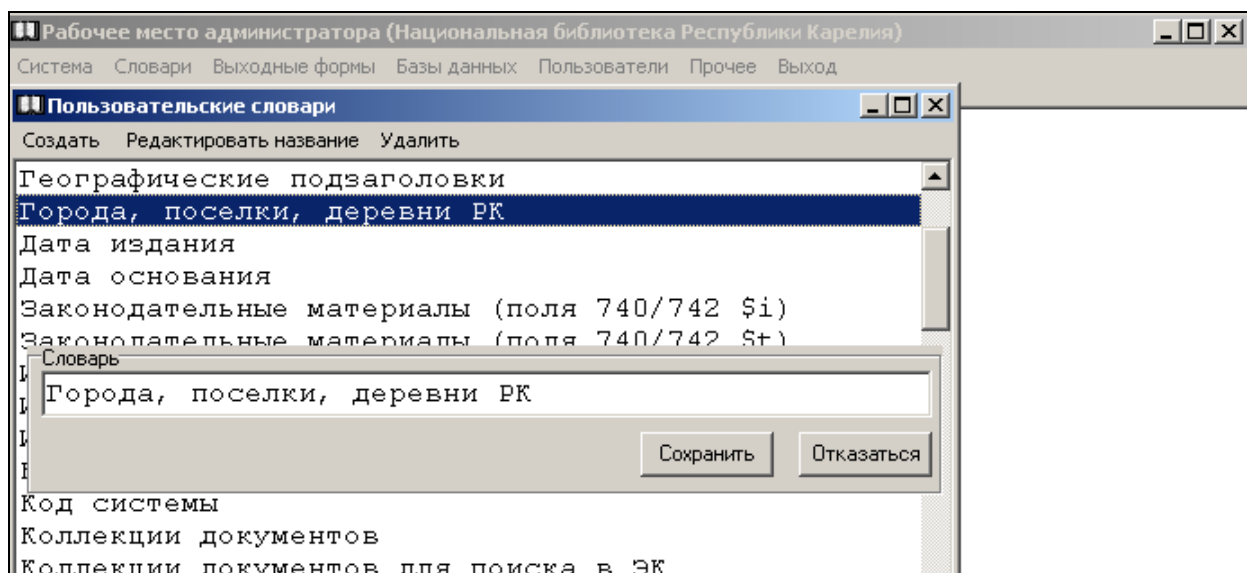 Рабочее место администратора (Национальная библиотека Республики Карелия)
Система Словари Выходные формы Базы данных Пользователи Прочее Выход
Пользовательские словари
Создать Редактировать название Удалить
Географические подзаголовки
Города, поселки, деревни РК
Дата издания
Дата основания
Законодательные материалы (поля 740/742 $i)
Законодательные материалы (поля 740/742 $t)
Словарь
Города, поселки, деревни РК
Сохранить Отказаться
Код системы
Коллекции документов
Коллекции документов для поиска в ЭК